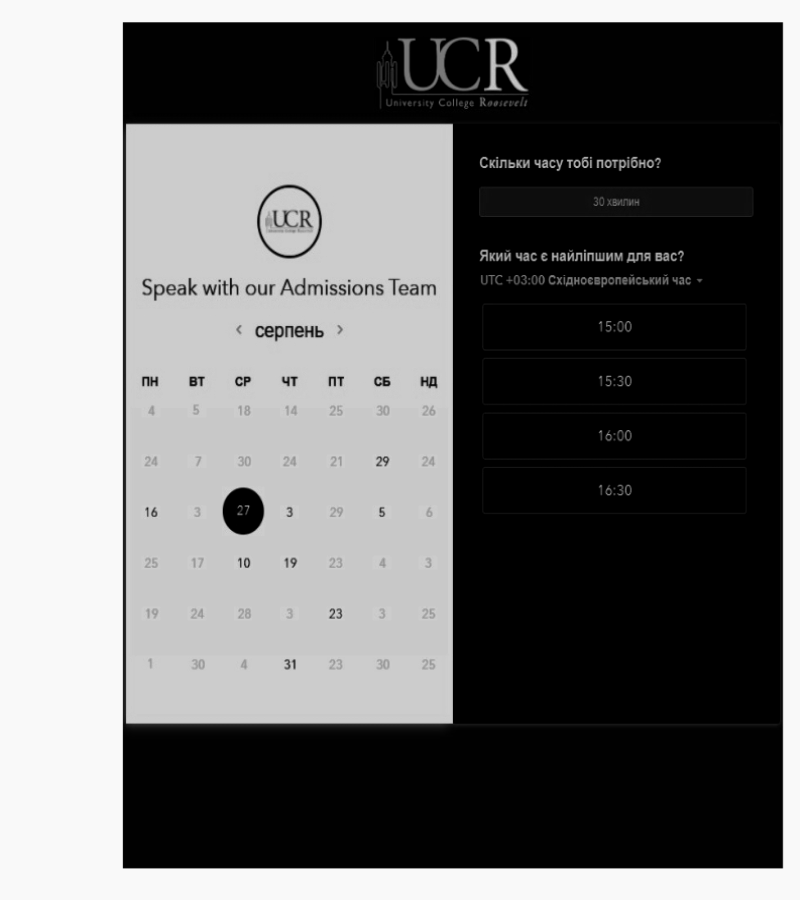 UCR
University College Roosevelt
UCR
University College Roosevelt
Speak with our Admissions Team
< серпень >
ПН ВТ СР ЧТ ПТ СБ НД
4 5 18 14 25 30 26
24 7 30 24 21 29 24
16 3 27 3 29 5 6
25 17 10 19 23 4 3
19 24 28 3 23 3 25
1 30 4 31 23 30 25
Скільки часу тобі потрібно?
30 хвилин
Який час є найліпшим для вас?
UTC +03:00 Східноєвропейський час
15:00
15:30
16:00
16:30